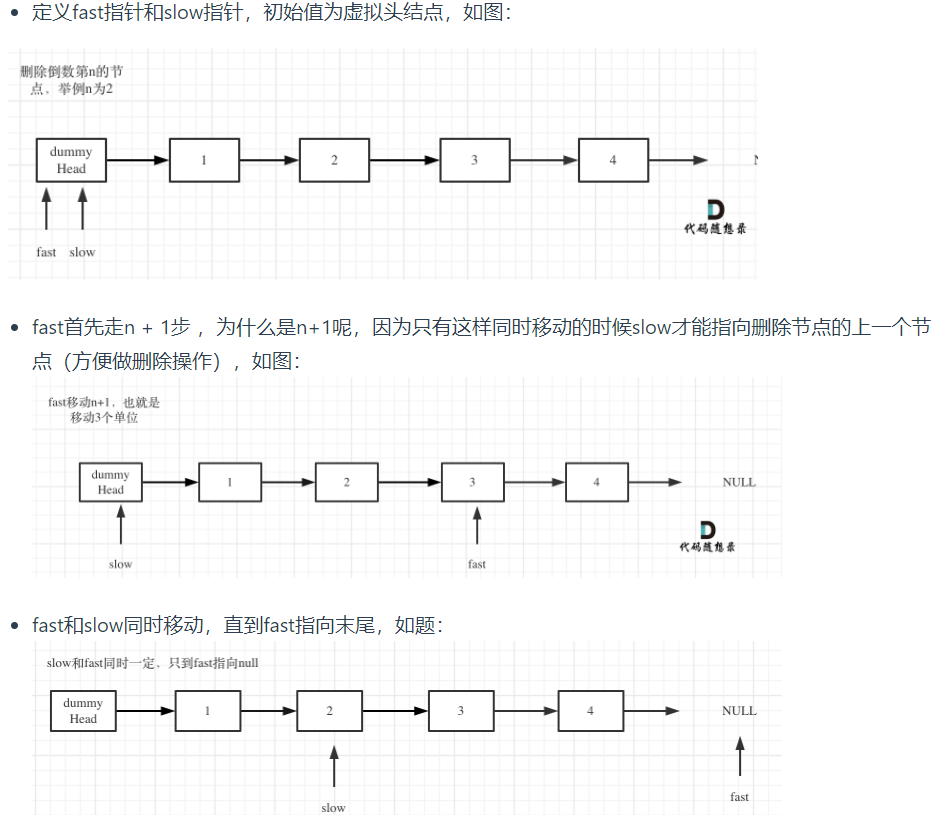 定义fast指针和slow指针，初始值为虚拟头结点，如图：
删除倒数第n的节
点，举例n为2
dummy
Head
1
2
3
4
代码随想录
fast slow
fast首先走n + 1步 ，为什么是n+1呢，因为只有这样同时移动的时候slow才能指向删除节点的上一个节
点（方便做删除操作），如图：
fast移动n+1，也就是
移动3个单位
dummy
Head
1
2
3
4
NULL
代码随想录
slow
fast
fast和slow同时移动，直到fast指向末尾，如题：
slow和fast同时一定，只到fast指向null
dummy
Head
1
2
3
4
NULL
fast
slow